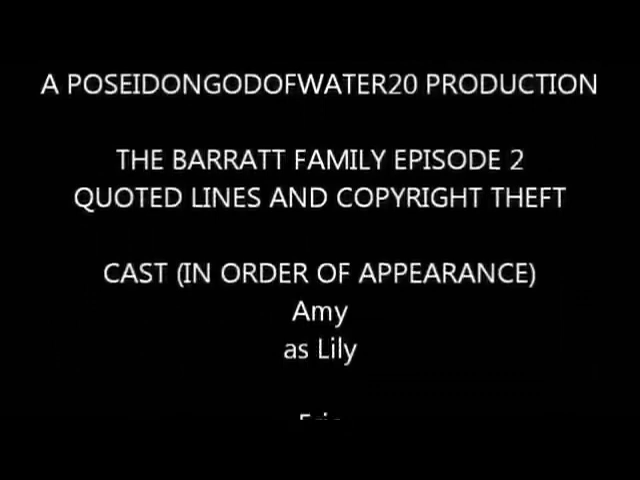 A POSEIDONGODOFWATER20 PRODUCTION
THE BARRATT FAMILY EPISODE 2
QUOTED LINES AND COPYRIGHT THEFT
CAST (IN ORDER OF APPEARANCE)
Amy
as Lily